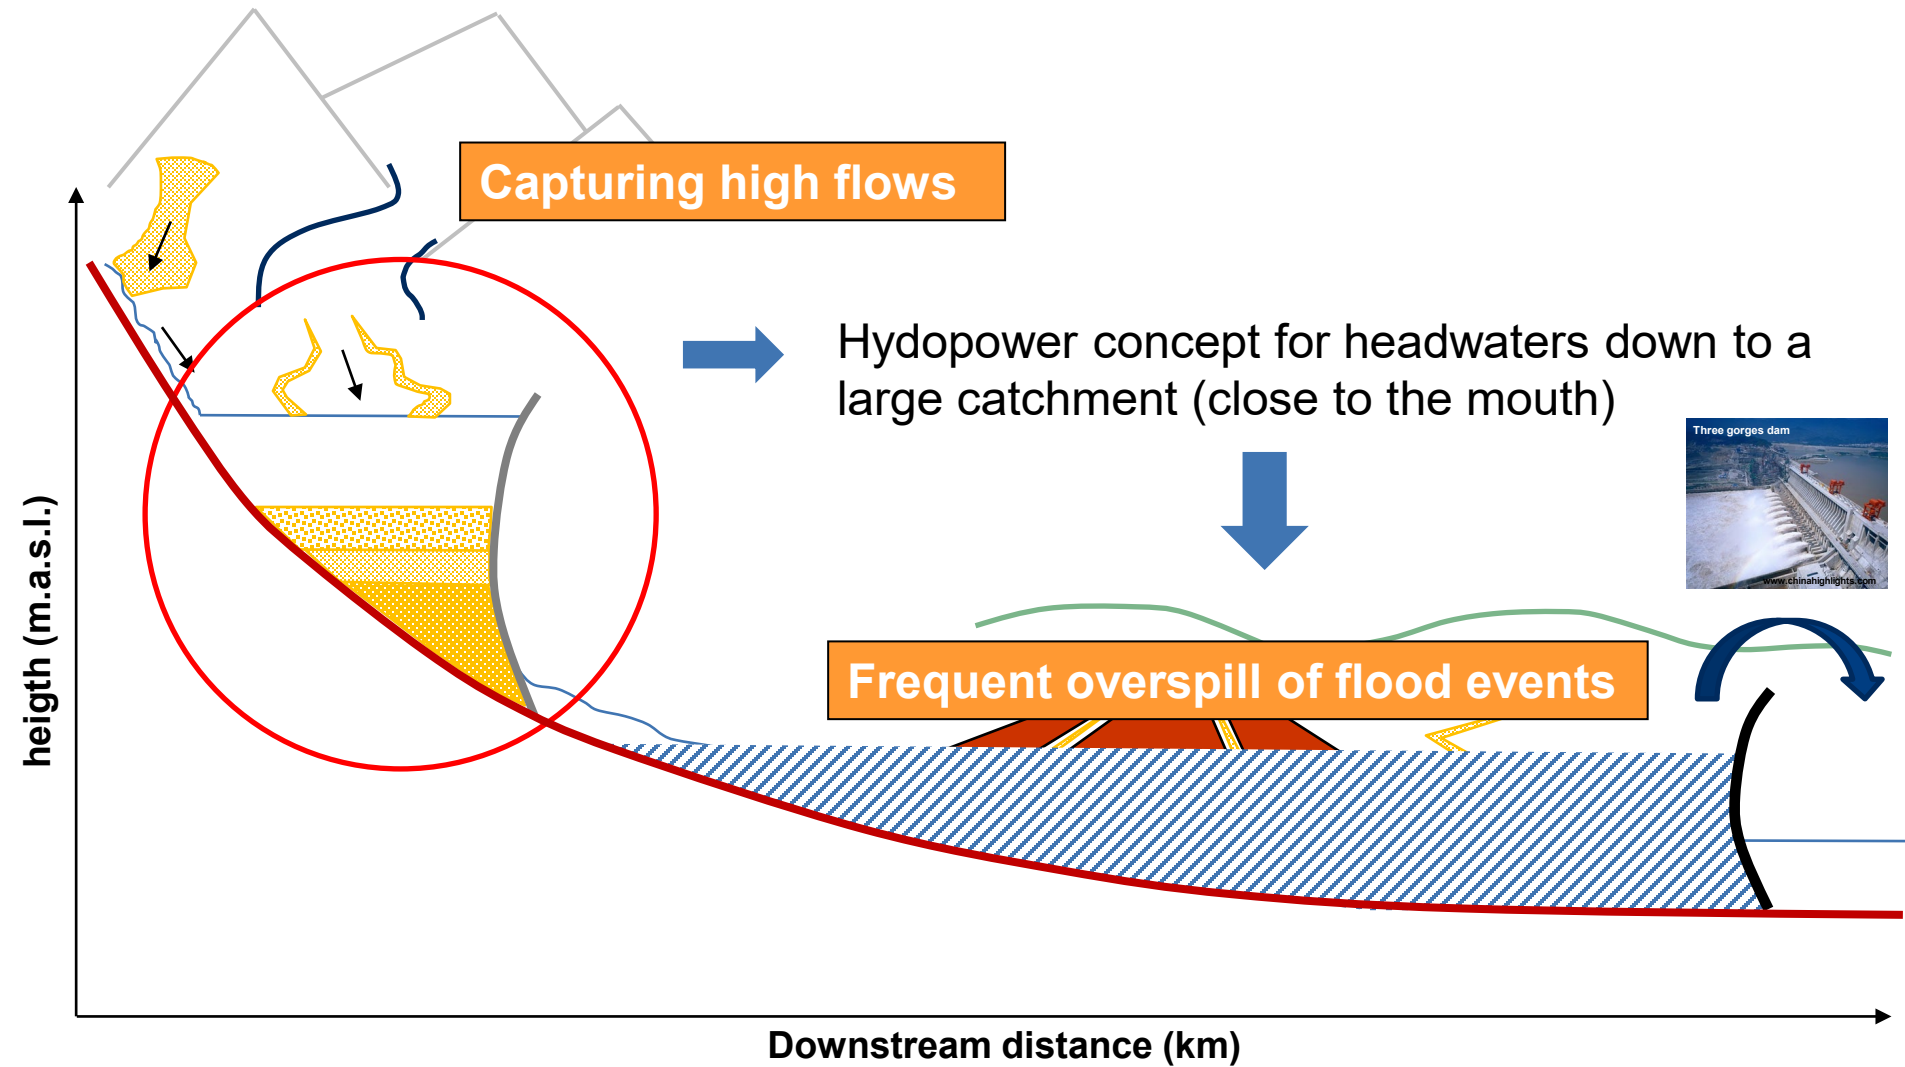 Capturing high flows
Hydopower concept for headwaters down to a
large catchment (close to the mouth)
Three gorges dam
www.chinahighlights.com
Frequent overspill of flood events
heigth (m.a.s.l.)
Downstream distance (km)